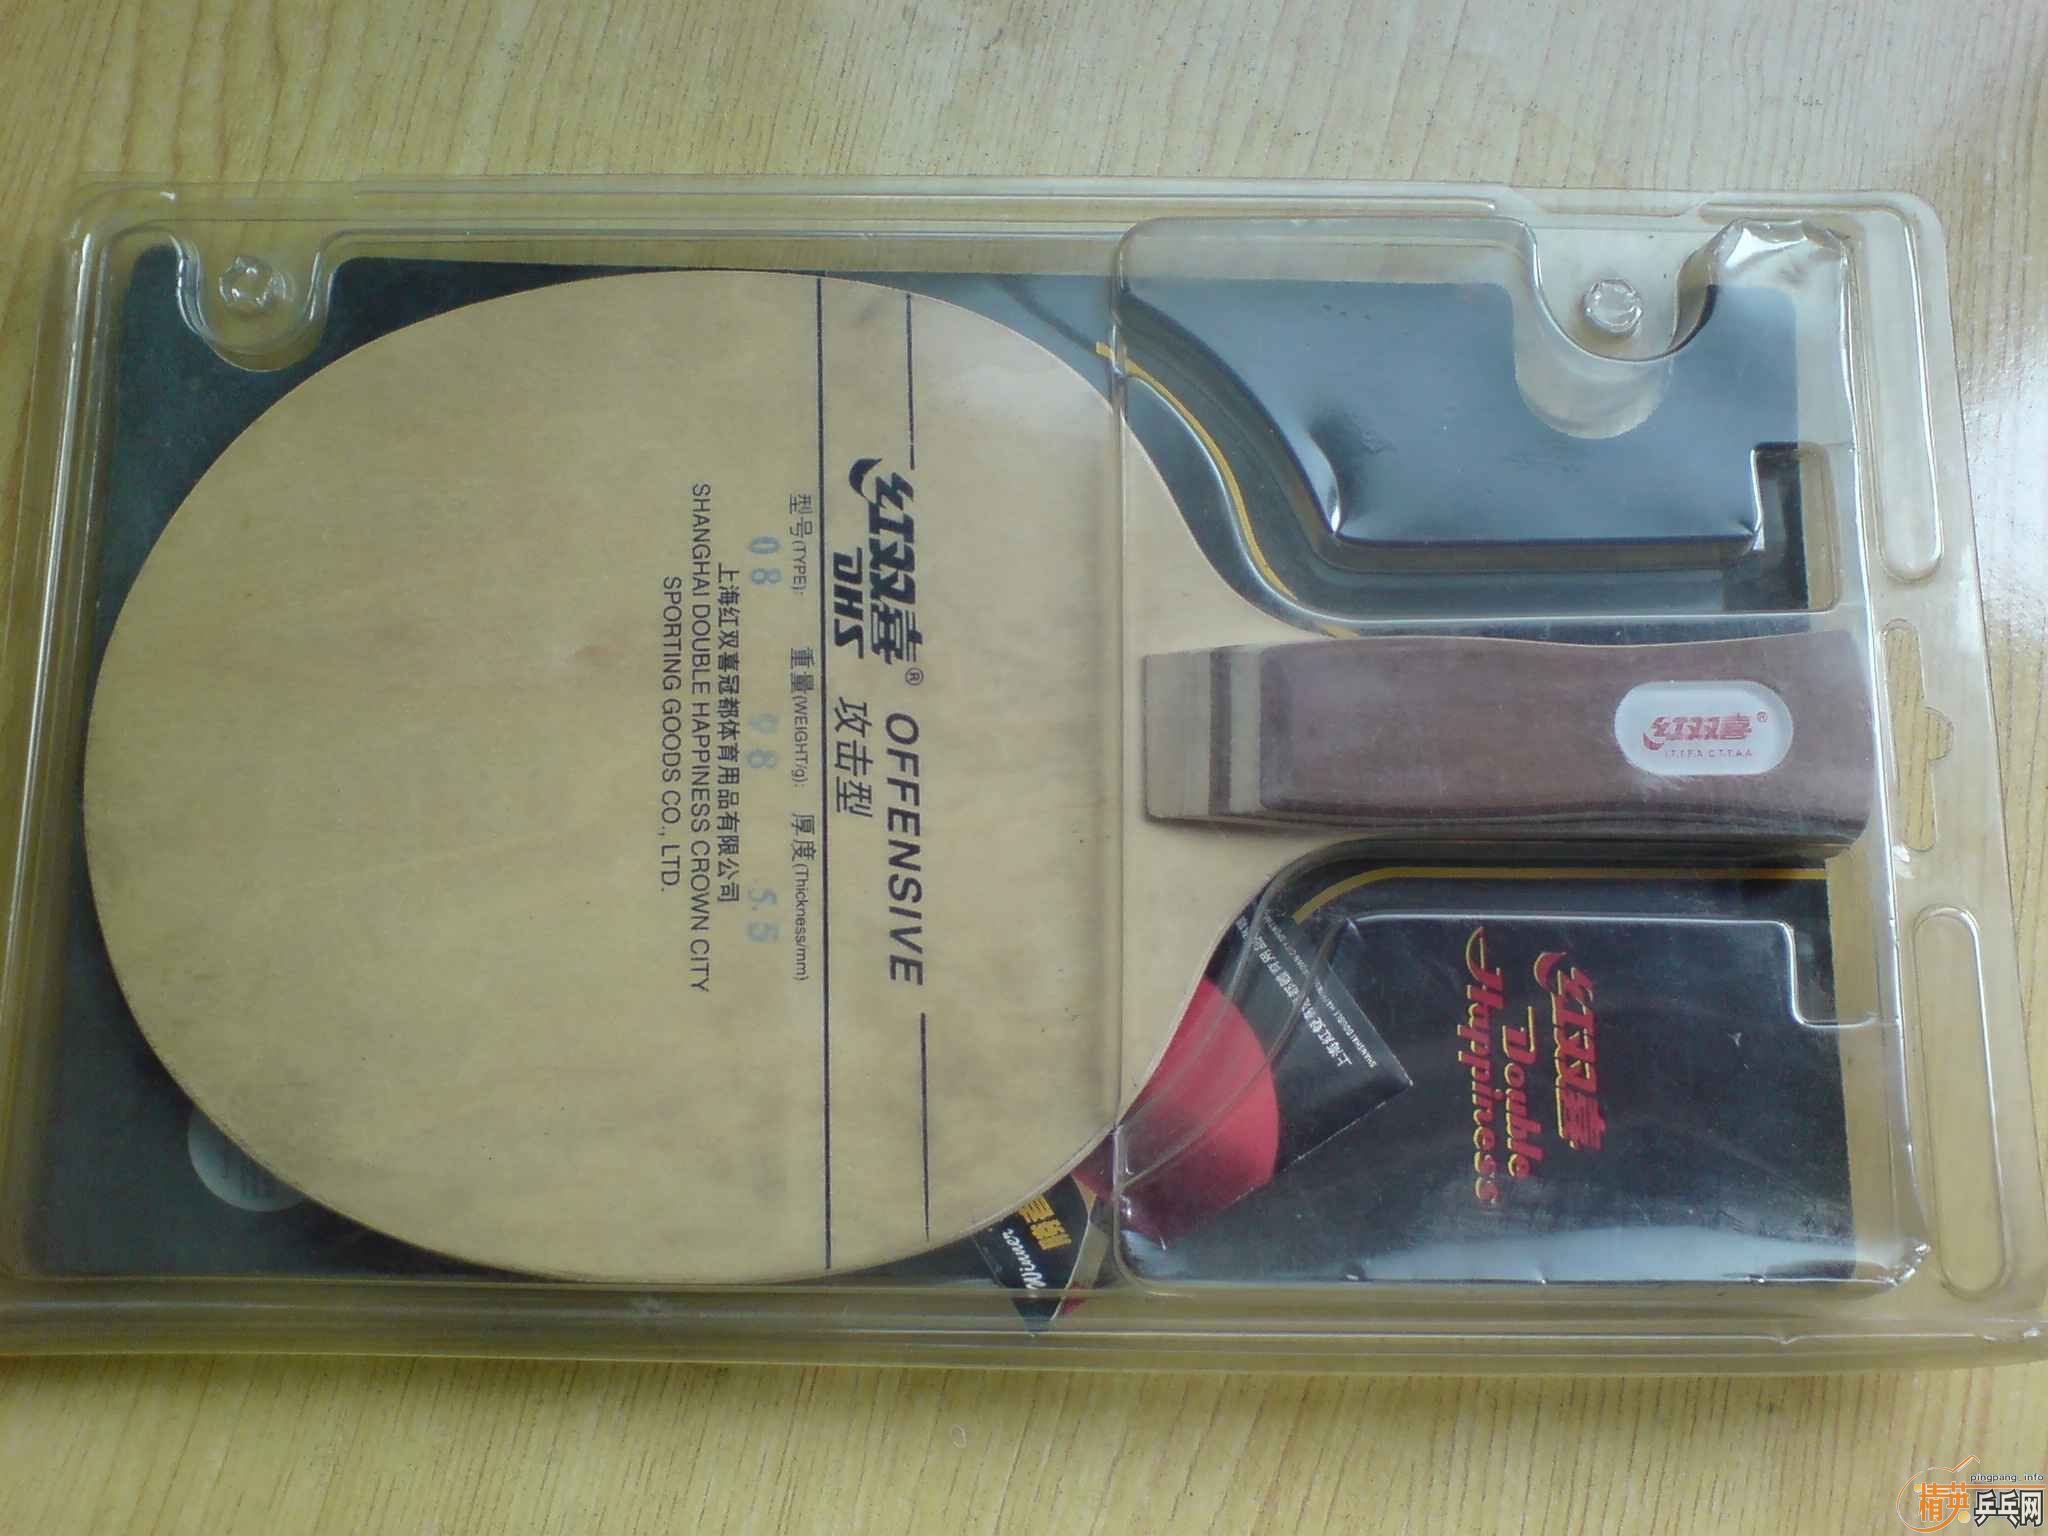 红双喜® OFFENSIVE
DHS 攻击型
型号(TYPE): 重量(WEIGHT/g): 厚度(Thickness/mm)
08 98 5.5
上海红双喜冠都体育用品有限公司
SHANGHAI DOUBLE HAPPINESS CROWN CITY
SPORTING GOODS CO., LTD.
红双喜®
I.T.T.F.A C.T.T.A.A
红双喜
Double
Happiness
Winner
pingpang.info
精英乒乓网